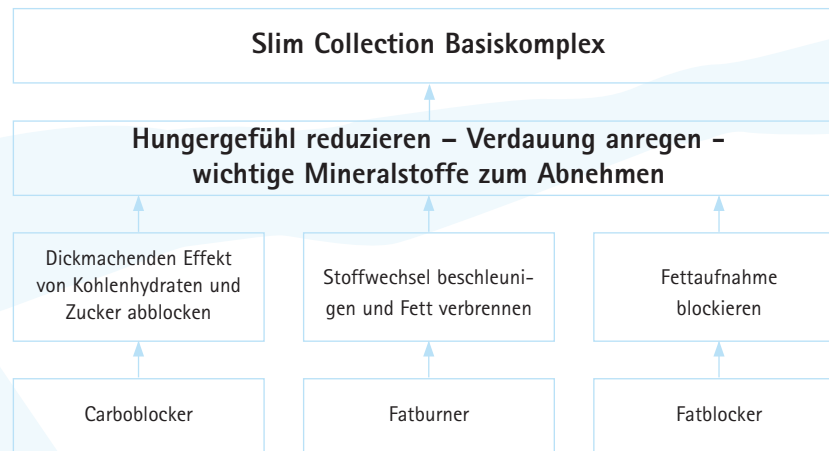 Slim Collection Basiskomplex
Hungergefühl reduzieren – Verdauung anregen -
wichtige Mineralstoffe zum Abnehmen
Dickmachenden Effekt
von Kohlenhydraten und
Zucker abblocken
Stoffwechsel beschleuni-
gen und Fett verbrennen
Fettaufnahme
blockieren
Carboblocker
Fatburner
Fatblocker